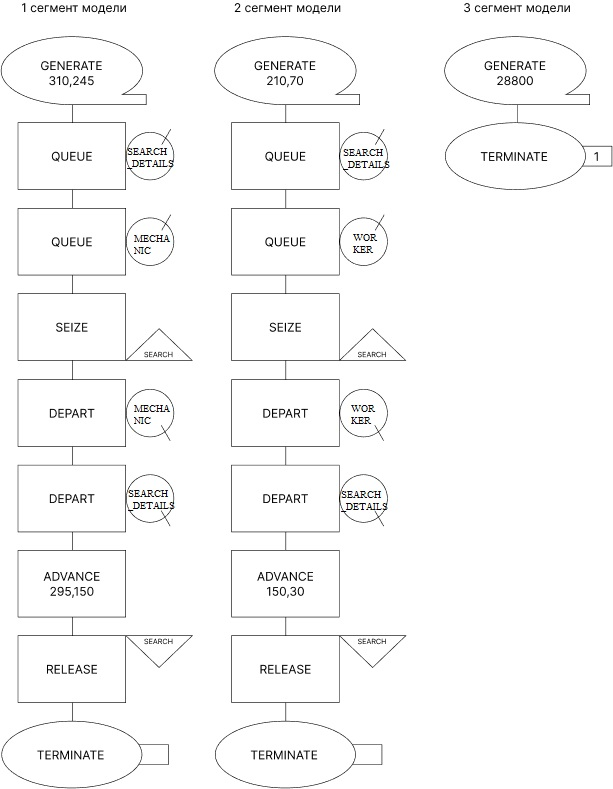 1 сегмент модели
GENERATE
310,245
QUEUE
SEARCH
_DETAILS
QUEUE
MECHA
NIC
SEIZE
SEARCH
DEPART
MECHA
NIC
DEPART
SEARCH
_DETAILS
ADVANCE
295,150
RELEASE
SEARCH
TERMINATE
2 сегмент модели
GENERATE
210,70
QUEUE
SEARCH
_DETAILS
QUEUE
WOR
KER
SEIZE
SEARCH
DEPART
WOR
KER
DEPART
SEARCH
_DETAILS
ADVANCE
150,30
RELEASE
SEARCH
TERMINATE
3 сегмент модели
GENERATE
28800
TERMINATE
1